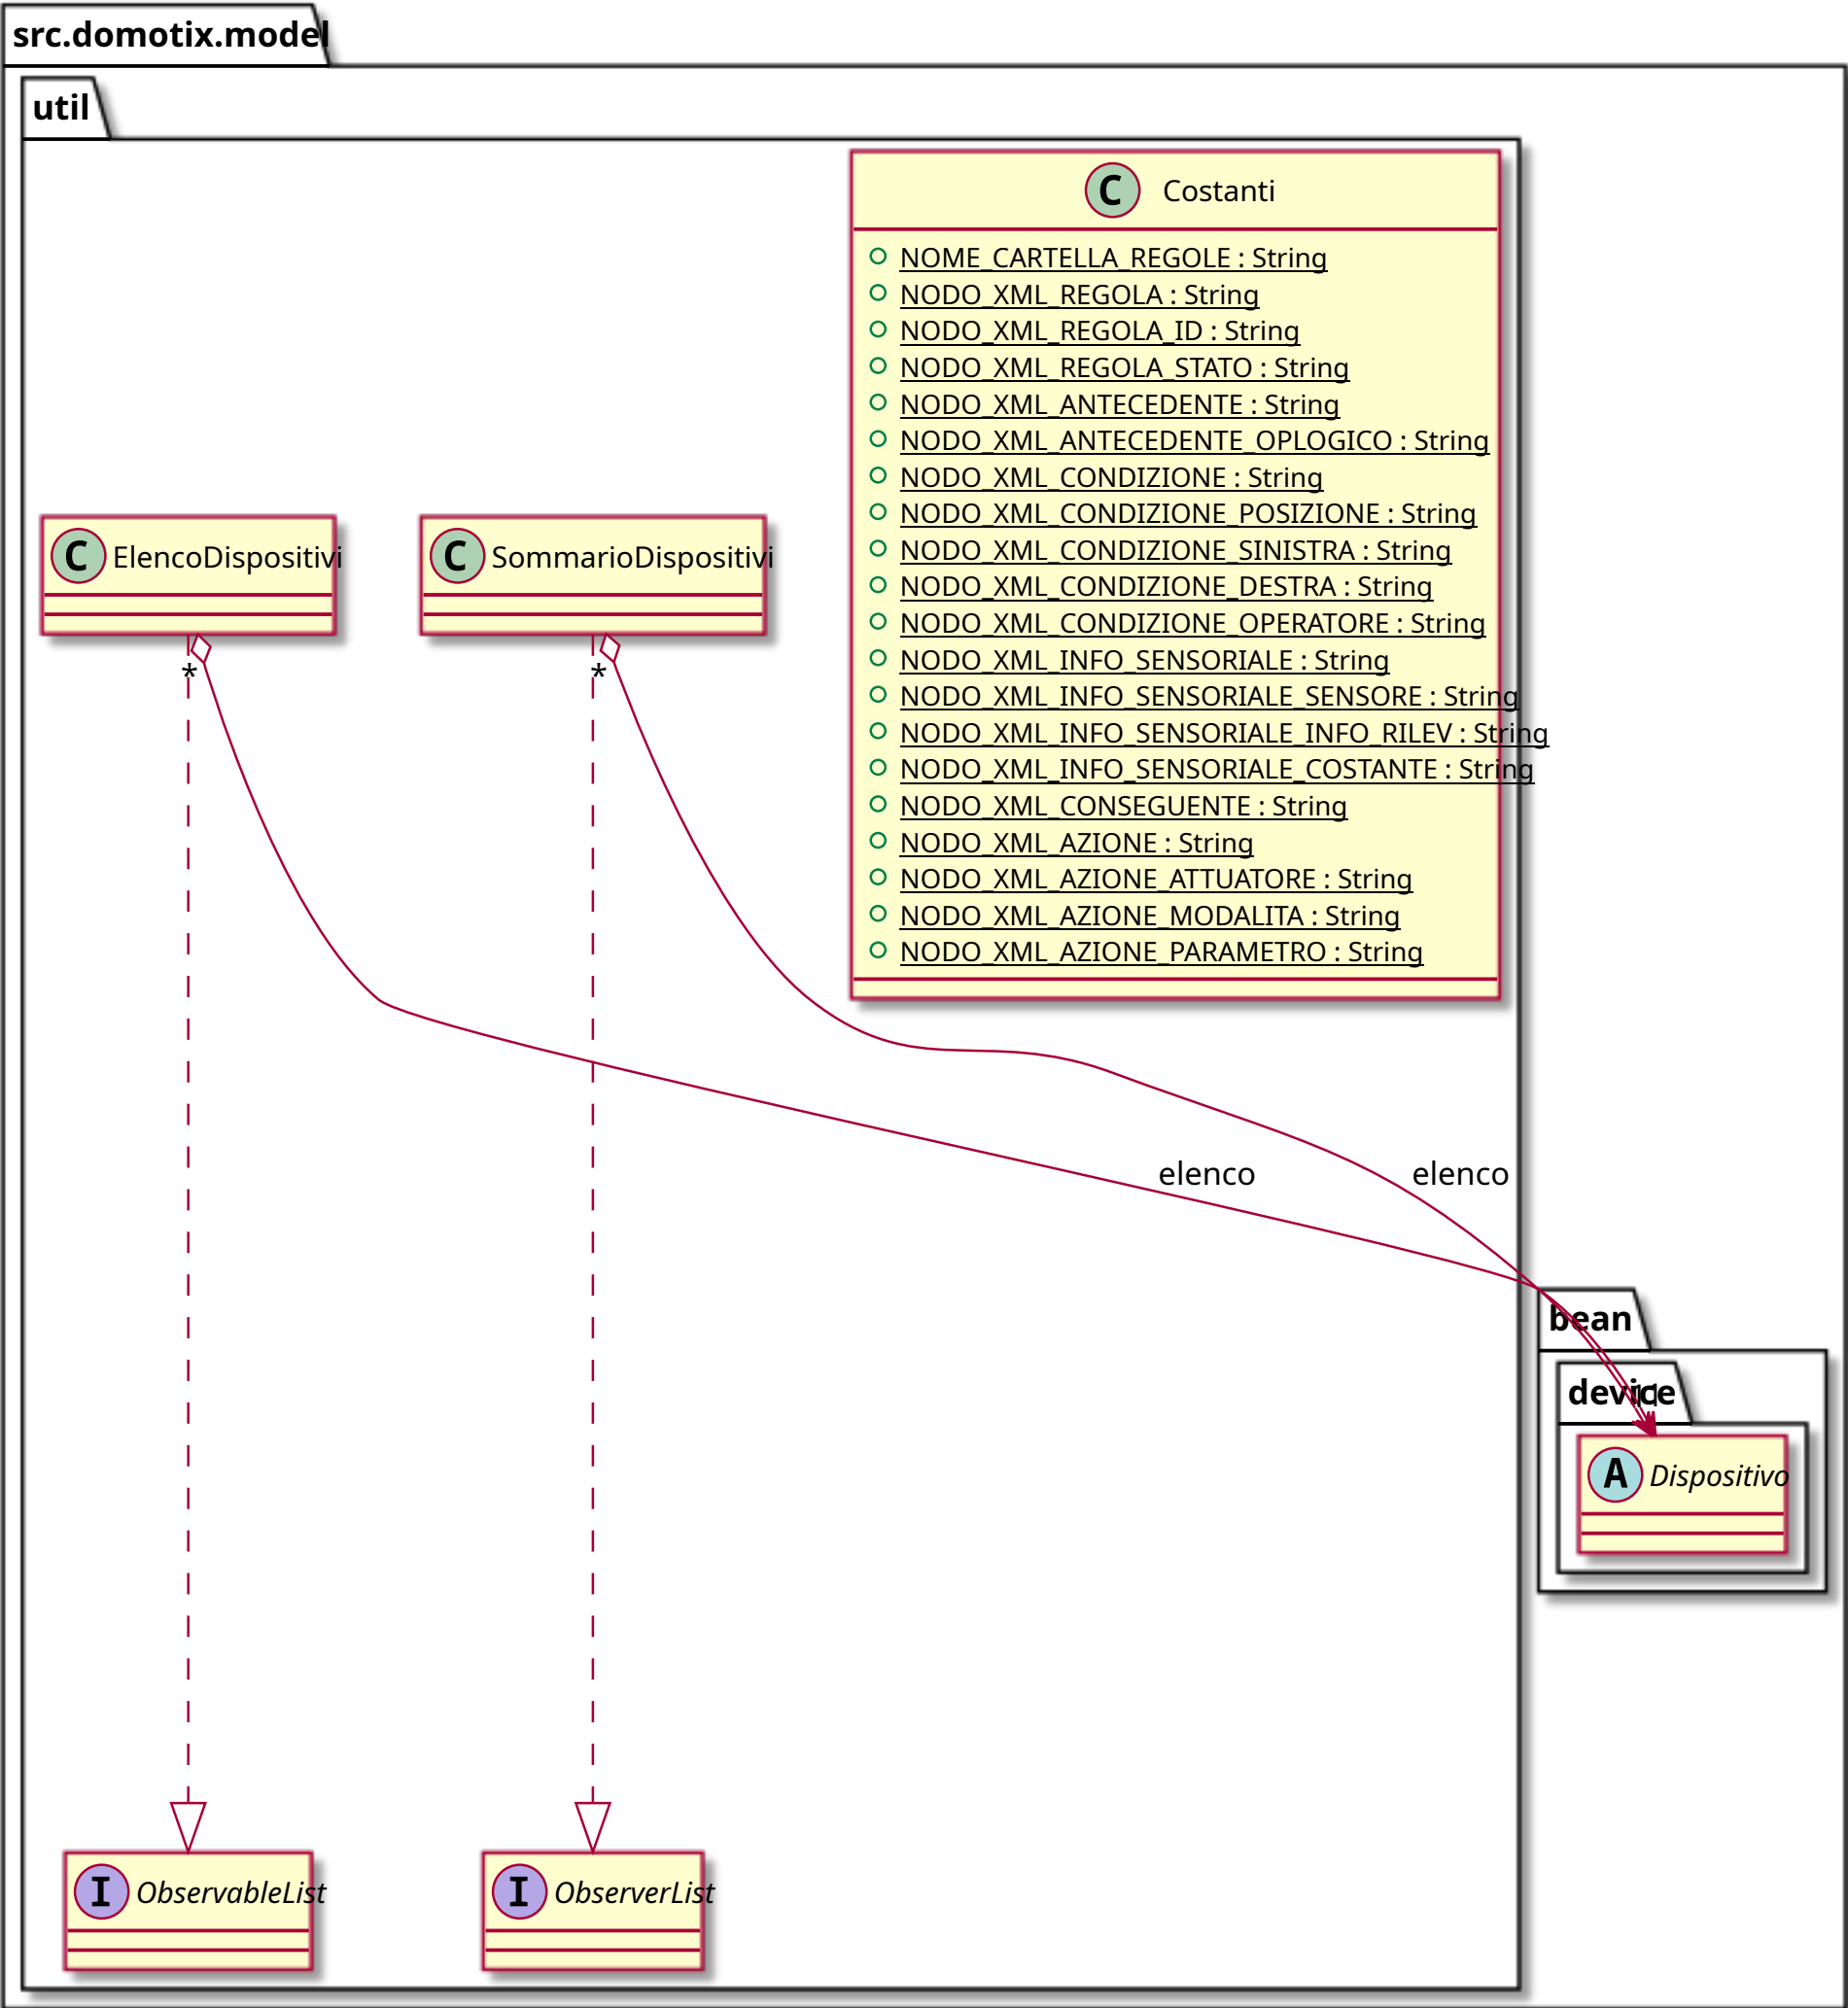 src.domotix.model
util
Costanti
NOME_CARTELLA_REGOLE : String
NODO_XML_REGOLA : String
NODO_XML_REGOLA_ID : String
NODO_XML_REGOLA_STATO : String
NODO_XML_ANTECEDENTE : String
NODO_XML_ANTECEDENTE_OPLOGICO : String
NODO_XML_CONDIZIONE : String
NODO_XML_CONDIZIONE_POSIZIONE : String
NODO_XML_CONDIZIONE_SINISTRA : String
NODO_XML_CONDIZIONE_DESTRA : String
NODO_XML_CONDIZIONE_OPERATORE : String
NODO_XML_INFO_SENSORIALE : String
NODO_XML_INFO_SENSORIALE_SENSORE : String
NODO_XML_INFO_SENSORIALE_INFO_RILEV : String
NODO_XML_INFO_SENSORIALE_COSTANTE : String
NODO_XML_CONSEGUENTE : String
NODO_XML_AZIONE : String
NODO_XML_AZIONE_ATTUATORE : String
NODO_XML_AZIONE_MODALITA : String
NODO_XML_AZIONE_PARAMETRO : String
C
C ElencoDispositivi
C SommarioDispositivi
*
*
elenco
elenco
bean
device
A Dispositivo
I ObservableList
I ObserverList